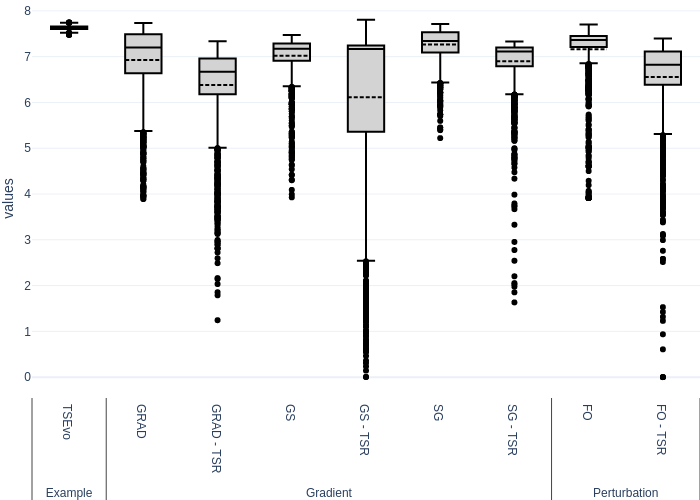 8
7
6
5
4
3
2
1
0
values
TSEvo
GRAD
GRAD - TSR
GS
GS - TSR
SG
SG - TSR
FO
FO - TSR
Example
Gradient
Perturbation